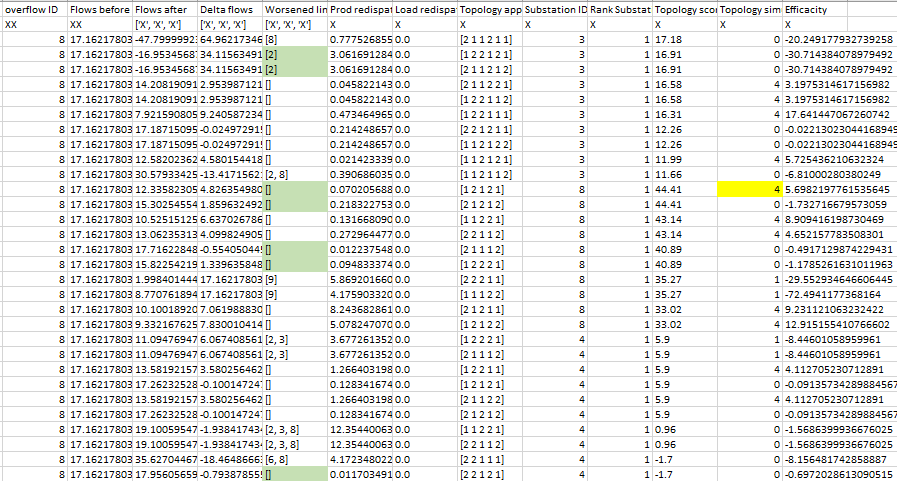 overflow ID Flows before Flows after Delta flows Worsened lin Prod redispat Load redispat Topology app Substation ID Rank Substat Topology scor Topology sim Efficacity
XX XX ['X', 'X', 'X'] ['X', 'X', 'X'] X X X X X X X X
8 17.16217803 -47.7999992 64.96217346 [8] 0.777526855 0.0 [2 1 1 2 1 1] 3 1 17.18 0 -20.249177932739258
8 17.16217803 -16.9534568 34.11563491 [2] 3.061691284 0.0 [1 2 2 1 2 1] 3 1 16.91 0 -30.714384078979492
8 17.16217803 -16.9534568 34.11563491 [2] 3.061691284 0.0 [2 1 1 2 1 2] 3 1 16.91 0 -30.714384078979492
8 17.16217803 14.20819091 2.953987121 [] 0.045822143 0.0 [2 2 1 1 2 1] 3 1 16.58 4 3.1975314617156982
8 17.16217803 14.20819091 2.953987121 [] 0.045822143 0.0 [1 1 2 2 1 2] 3 1 16.58 4 3.1975314617156982
8 17.16217803 7.921590805 9.240587234 [] 0.473464965 0.0 [1 2 2 1 1 1] 3 1 16.31 4 17.641447067260742
8 17.16217803 17.18715095 -0.02497291 [] 0.214248657 0.0 [2 2 1 2 1 1] 3 1 12.26 0 -0.02213023044168949
8 17.16217803 17.18715095 -0.02497291 [] 0.214248657 0.0 [1 1 2 1 2 2] 3 1 12.26 0 -0.02213023044168949
8 17.16217803 12.58202362 4.580154418 [] 0.021423339 0.0 [1 1 2 1 1 1] 3 1 11.99 4 5.725436210632324
8 17.16217803 30.57933425 -13.4171562 [2, 8] 0.390686035 0.0 [1 1 2 1 1 2] 3 1 11.66 0 -6.81000280380249
8 17.16217803 12.33582305 4.826354980 [] 0.070205688 0.0 [1 2 1 2 1] 8 1 44.41 4 5.6982197761535645
8 17.16217803 15.30254554 1.859632492 [] 0.218322753 0.0 [2 1 2 1 2] 8 1 44.41 0 -1.732716679573059
8 17.16217803 10.52515125 6.637026786 [] 0.131668090 0.0 [1 1 2 2 1] 8 1 43.14 4 8.909416198730469
8 17.16217803 13.06235313 4.099824905 [] 0.272964477 0.0 [2 2 1 1 2] 8 1 43.14 4 4.652157783508301
8 17.16217803 17.71622848 -0.55405044 [] 0.012237548 0.0 [2 1 1 1 2] 8 1 40.89 0 -0.4917129874229431
8 17.16217803 15.82254219 1.339635848 [] 0.094833374 0.0 [1 2 2 2 1] 8 1 40.89 0 -1.1785261631011963
8 17.16217803 1.998401444 17.16217803 [9] 5.869201660 0.0 [2 2 2 1 1] 8 1 35.27 1 -29.552934646606445
8 17.16217803 8.770761894 17.16217803 [9] 4.175903320 0.0 [1 1 1 2 2] 8 1 35.27 1 -72.4941177368164
8 17.16217803 10.10018920 7.061988830 [] 8.243682861 0.0 [2 1 2 1 1] 8 1 33.02 4 9.231121063232422
8 17.16217803 9.332167625 7.830010414 [] 5.078247070 0.0 [1 2 1 2 2] 8 1 33.02 4 12.915155410766602
8 17.16217803 11.09476947 6.067408561 [2, 3] 3.677261352 0.0 [1 2 2 2 1] 4 1 5.9 1 -8.44601058959961
8 17.16217803 11.09476947 6.067408561 [2, 3] 3.677261352 0.0 [2 1 1 1 2] 4 1 5.9 1 -8.44601058959961
8 17.16217803 13.58192157 3.580256462 [] 1.266403198 0.0 [2 1 2 1 1] 4 1 5.9 4 4.112705230712891
8 17.16217803 17.26232528 -0.10014724 [] 0.128341674 0.0 [1 2 1 2 1] 4 1 5.9 0 -0.09135734289884567
8 17.16217803 13.58192157 3.580256462 [] 1.266403198 0.0 [1 2 1 2 2] 4 1 5.9 4 4.112705230712891
8 17.16217803 17.26232528 -0.10014724 [] 0.128341674 0.0 [2 1 2 1 2] 4 1 5.9 0 -0.09135734289884567
8 17.16217803 19.10059547 -1.93841743 [2, 3, 8] 12.35440063 0.0 [1 1 2 2 1] 4 1 0.96 0 -1.5686399936676025
8 17.16217803 19.10059547 -1.93841743 [2, 3, 8] 12.35440063 0.0 [2 2 1 1 2] 4 1 0.96 0 -1.5686399936676025
8 17.16217803 35.62704467 -18.4648666 [6, 8] 4.172348022 0.0 [2 2 1 1 1] 4 1 -1.7 0 -8.156481742858887
8 17.16217803 17.95605659 -0.79387855 [] 0.011703491 0.0 [2 2 1 2 1] 4 1 -1.7 0 -0.6972028613090515